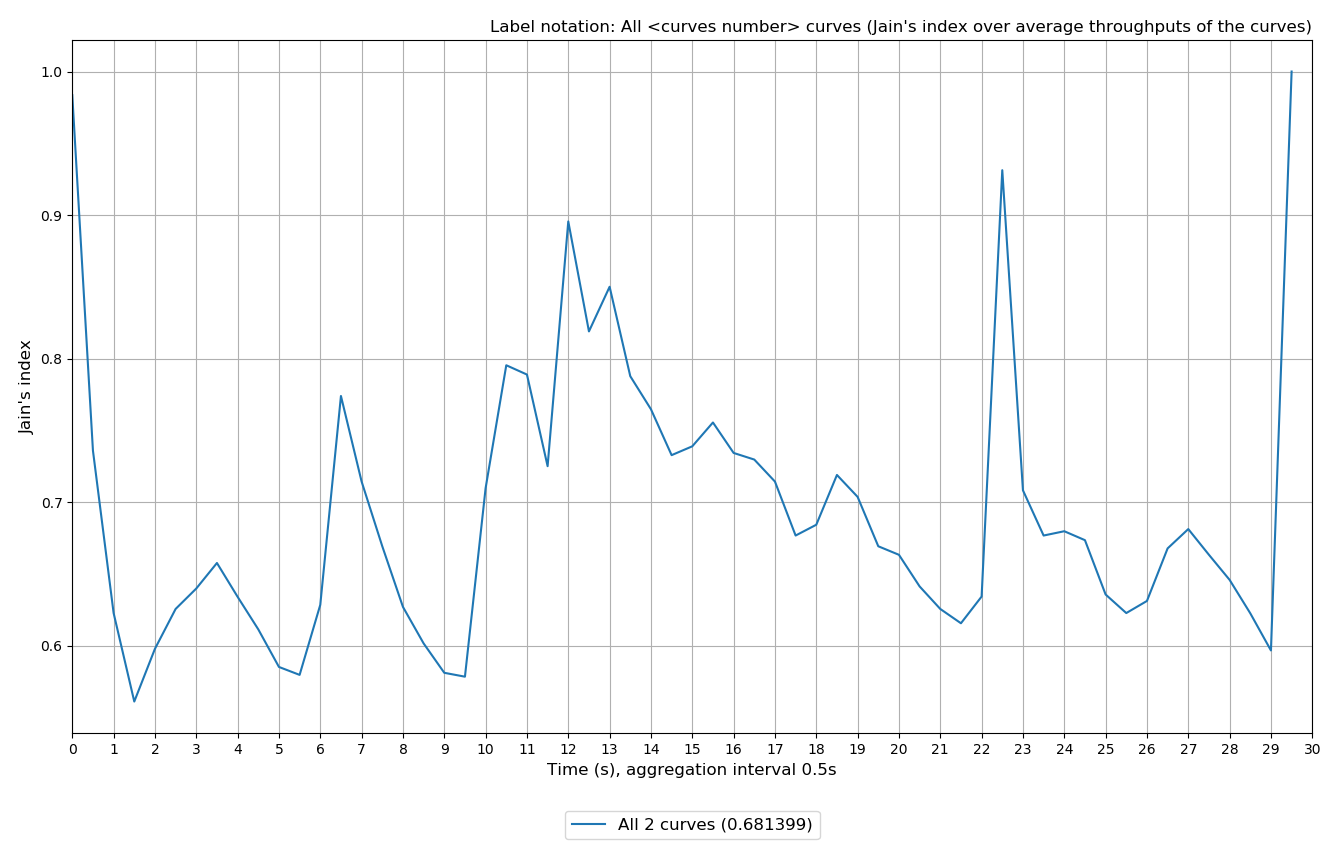 Label notation: All <curves number> curves (Jain's index over average throughputs of the curves)
1.0
0.9
0.8
0.7
0.6
Jain's index
0 1 2 3 4 5 6 7 8 9 10 11 12 13 14 15 16 17 18 19 20 21 22 23 24 25 26 27 28 29 30
Time (s), aggregation interval 0.5s
All 2 curves (0.681399)